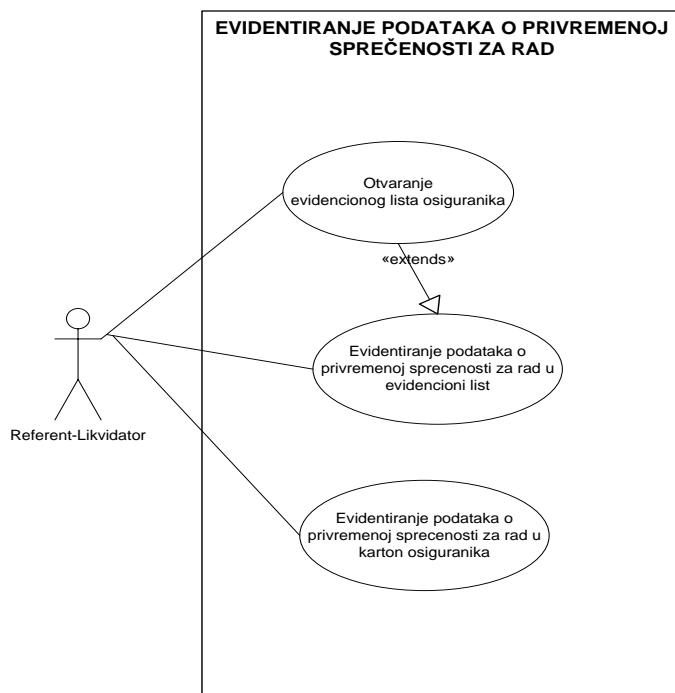 EVIDENTIRANJE PODATAKA O PRIVREMENOJ
SPREČENOSTI ZA RAD
Otvaranje
evidencionog lista osiguranika
«extends»
Evidentiranje podataka o
privremenoj sprecenosti za rad u
evidencioni list
Referent-Likvidator
Evidentiranje podataka o
privremenoj sprecenosti za rad u
karton osiguranika